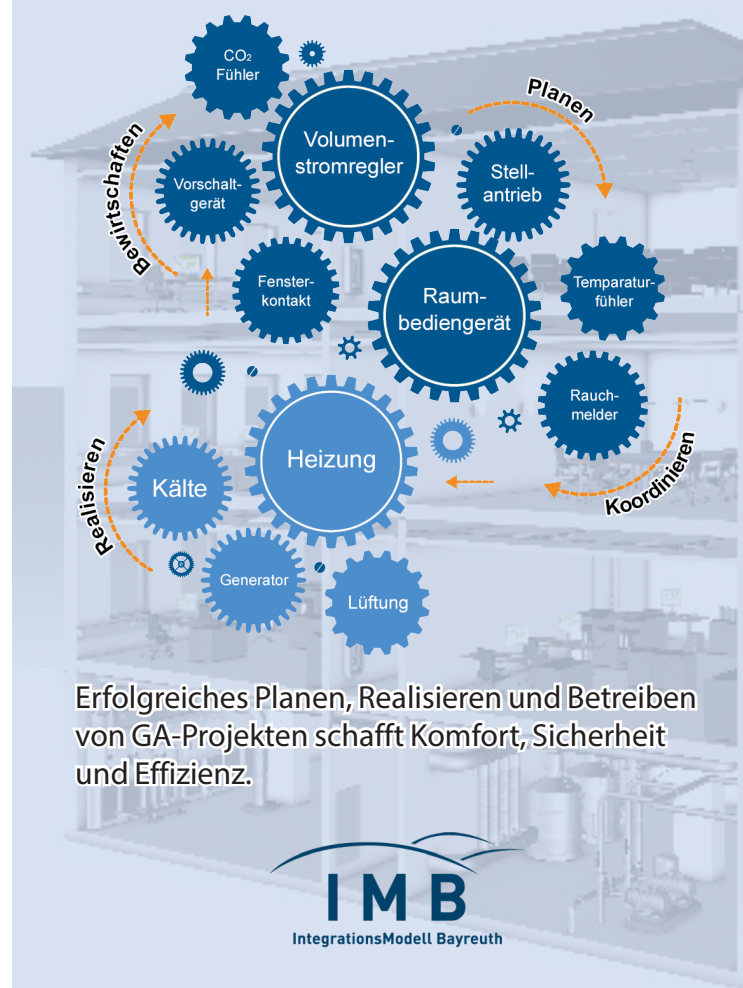 CO₂
Fühler
Planen
Volumen-
stromregler
Bewirtschaften
Stell-
antrieb
Vorschalt-
gerät
Fenster-
kontakt
Raum-
bediengerät
Temperatur-
fühler
Rauch-
melder
Heizung
Koordinieren
Realisieren
Kälte
Generator
Lüftung
Erfolgreiches Planen, Realisieren und Betreiben
von GA-Projekten schafft Komfort, Sicherheit
und Effizienz.
IMB
IntegrationsModell Bayreuth